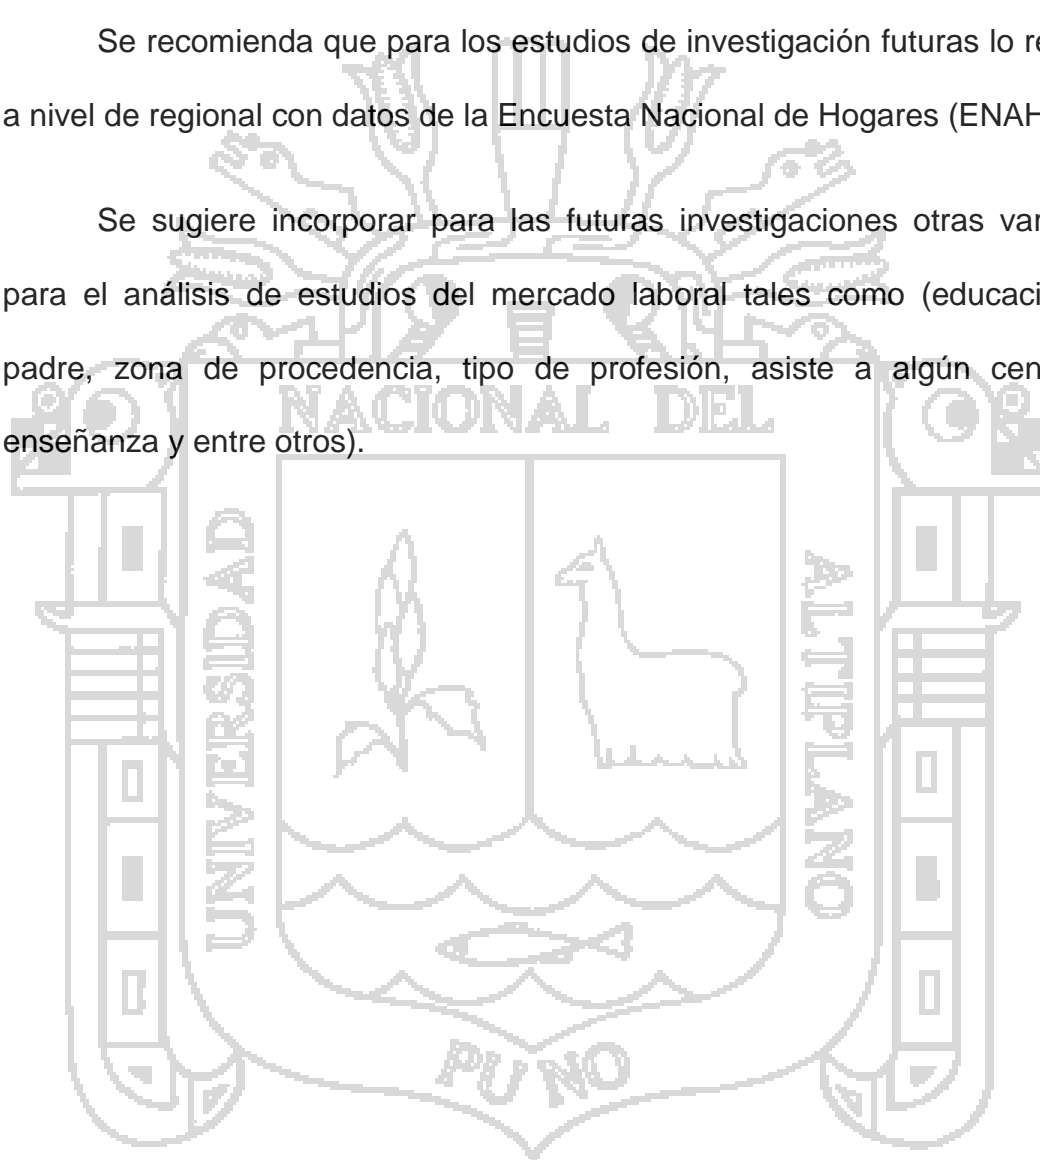 Se recomienda que para los estudios de investigación futuras lo
a nivel de regional con datos de la Encuesta Nacional de Hogares (ENAH
Se sugiere incorporar para las futuras investigaciones otras
para el análisis de estudios del mercado laboral tales como (educaci
padre, zona de procedencia, tipo de profesión, asiste a algún
enseñanza y entre otros).
NACIONAL DEL
UNIVERSIDAD
ALTIPLANO
PUNO